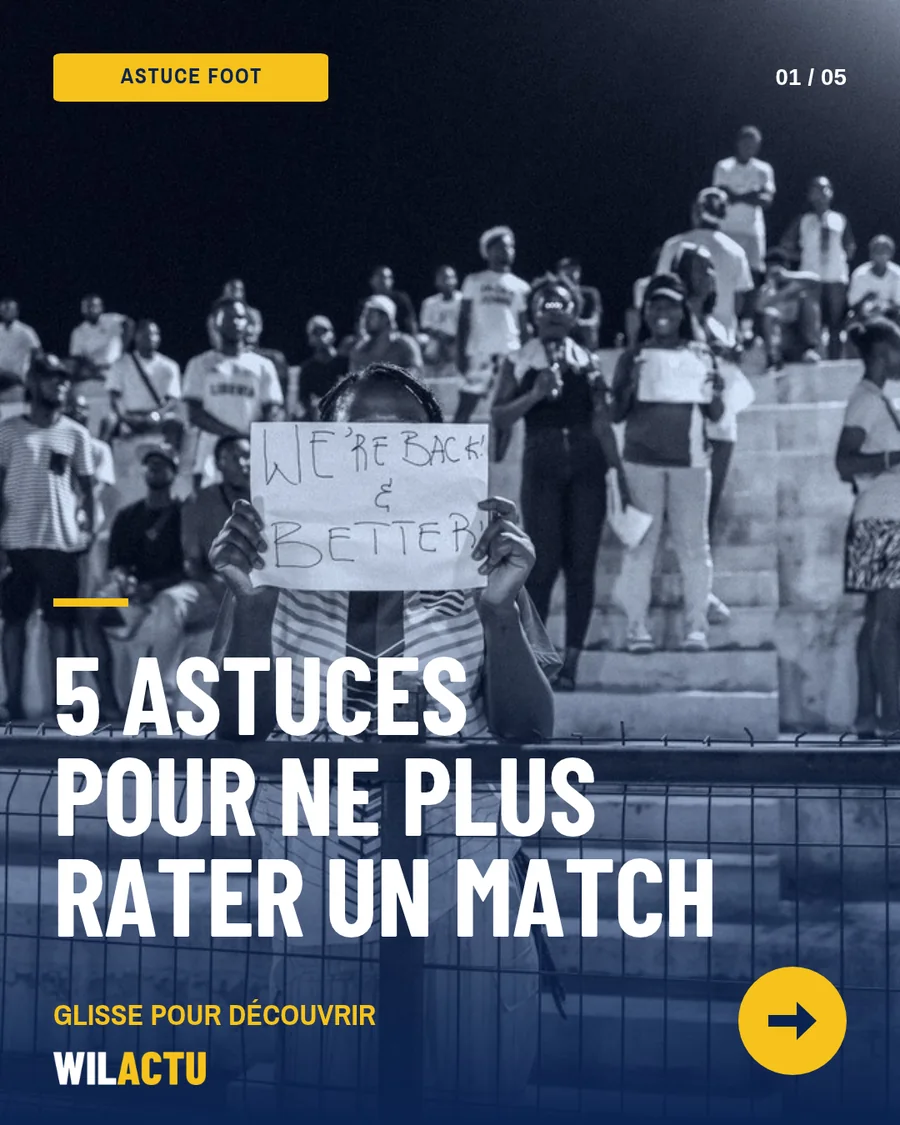 ASTUCE FOOT
01 / 05
WE'RE BACK!
&
BETTER!
5 ASTUCES
POUR NE PLUS
RATER UN MATCH
GLISSE POUR DÉCOUVRIR
WILACTU